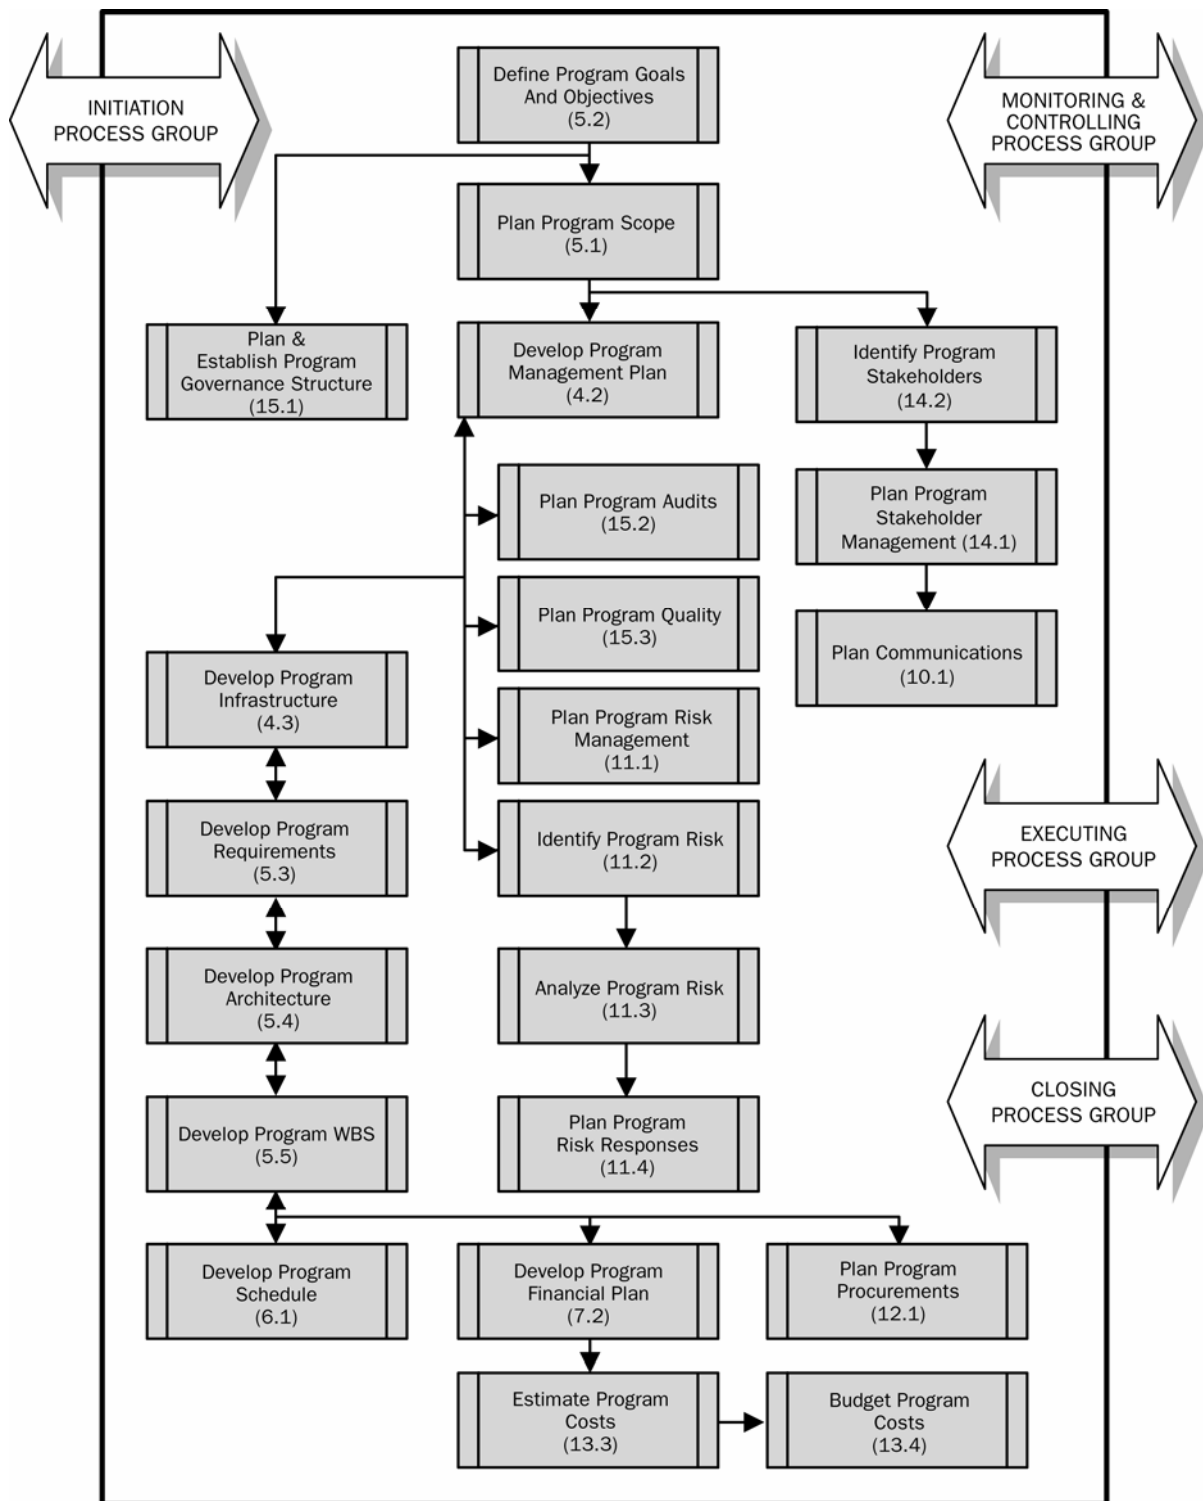 INITIATION
PROCESS GROUP
Define Program Goals
And Objectives
(5.2)
MONITORING &
CONTROLLING
PROCESS GROUP
Plan Program Scope
(5.1)
Plan &
Establish Program
Governance Structure
(15.1)
Develop Program
Management Plan
(4.2)
Identify Program
Stakeholders
(14.2)
Plan Program Audits
(15.2)
Plan Program
Stakeholder
Management (14.1)
Plan Program Quality
(15.3)
Plan Communications
(10.1)
Develop Program
Infrastructure
(4.3)
Plan Program Risk
Management
(11.1)
Develop Program
Requirements
(5.3)
Identify Program Risk
(11.2)
EXECUTING
PROCESS GROUP
Develop Program
Architecture
(5.4)
Analyze Program Risk
(11.3)
Develop Program WBS
(5.5)
Plan Program
Risk Responses
(11.4)
CLOSING
PROCESS GROUP
Develop Program
Schedule
(6.1)
Develop Program
Financial Plan
(7.2)
Plan Program
Procurements
(12.1)
Estimate Program
Costs
(13.3)
Budget Program
Costs
(13.4)